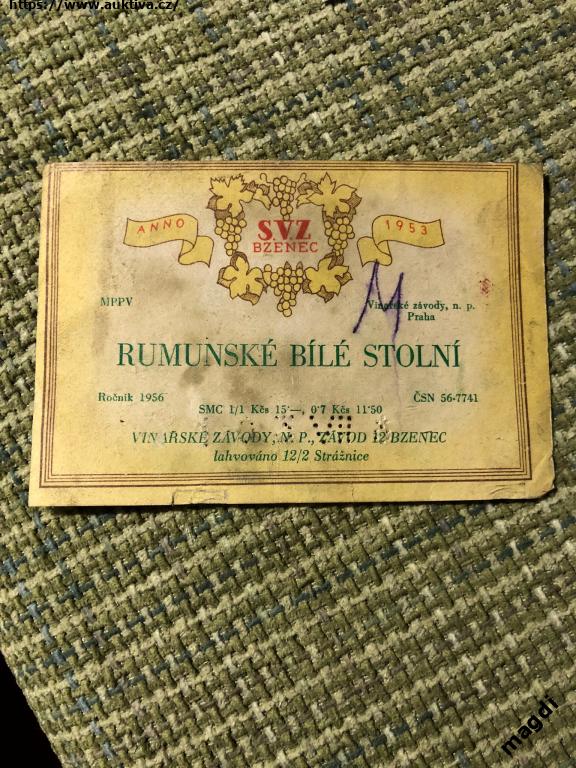 https://www.auktiva.cz/
ANNO
S.V.Z
BZENEC
1953
MPPV
Vinařské závody, n. p.
Praha
RUMUNSKÉ BÍLÉ STOLNÍ
Ročník 1956
ČSN 56-7741
SMC 1/1 Kčs 15·—, 0·7 Kčs 11·50
VINAŘSKÉ ZÁVODY, N. P., ZÁVOD 12 BZENEC
lahvováno 12/2 Strážnice
magdi